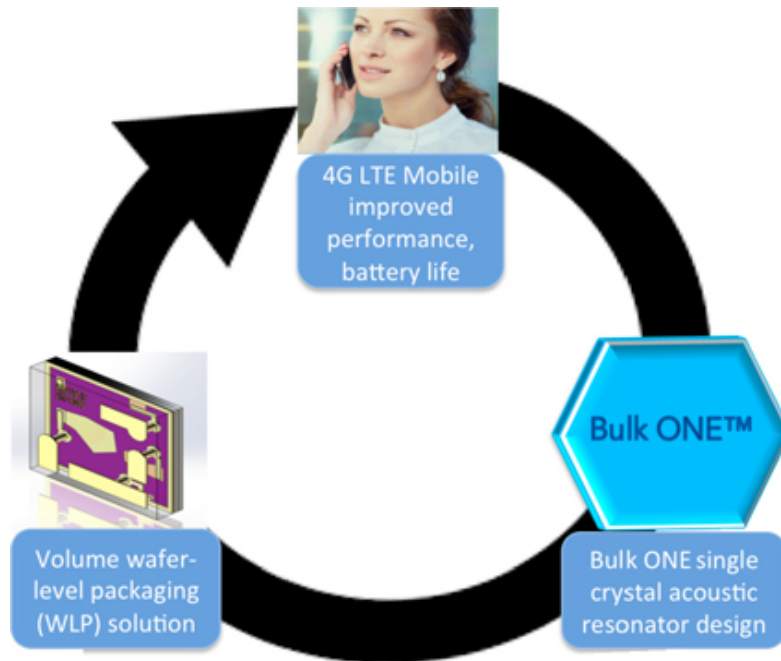 4G LTE Mobile
improved
performance,
battery life
Bulk ONE™
Bulk ONE single
crystal acoustic
resonator design
Volume wafer-
level packaging
(WLP) solution